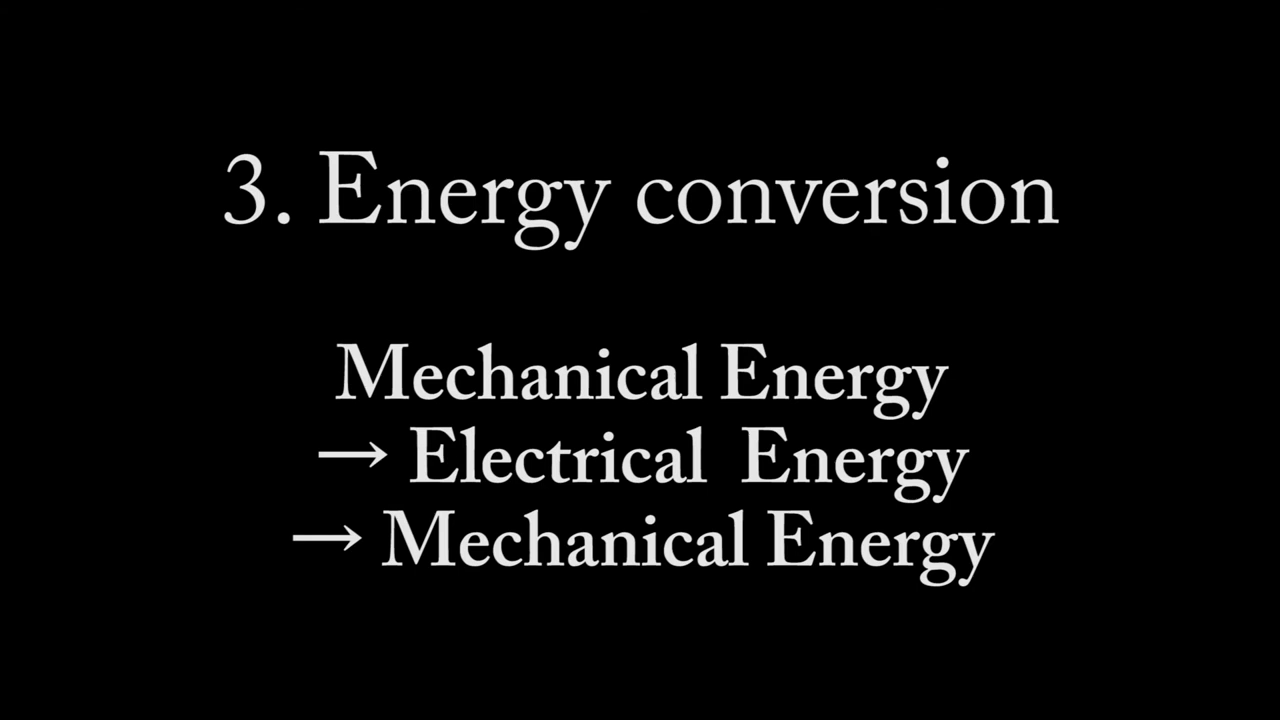 3. Energy conversion
Mechanical Energy
→ Electrical Energy
→ Mechanical Energy